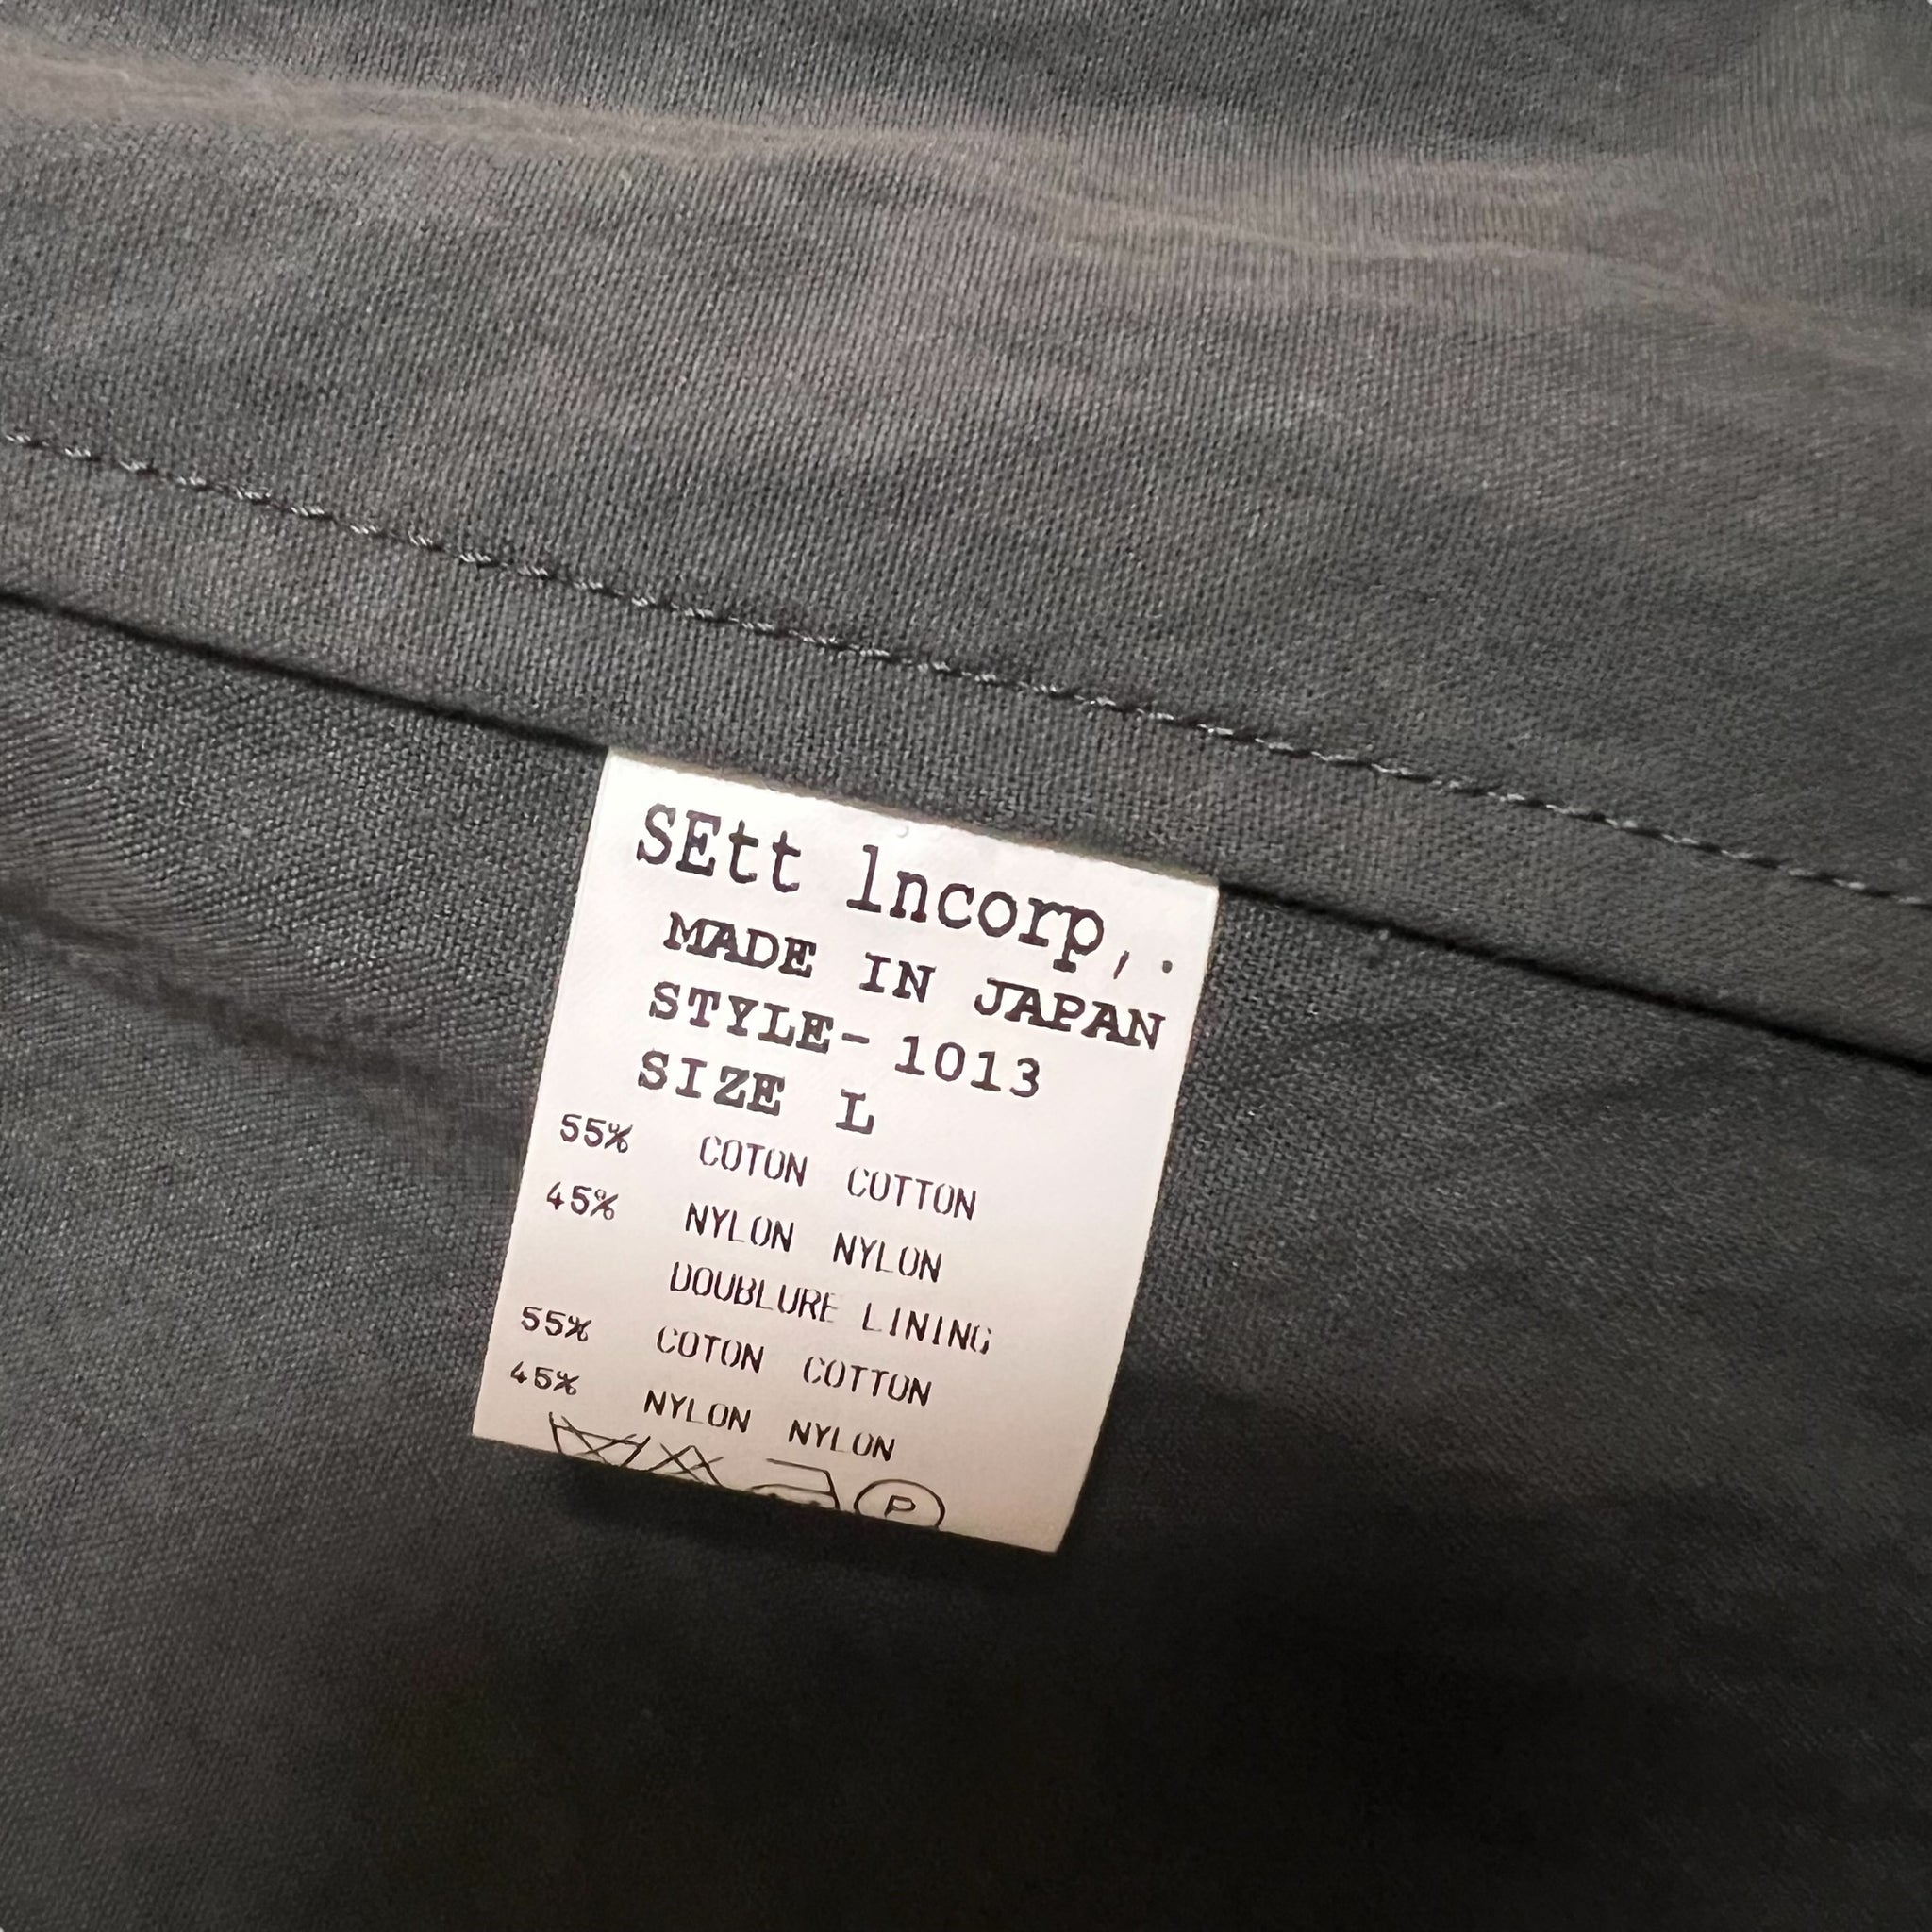 SEtt lncorp,.
MADE IN JAPAN
STYLE-1013
SIZE L
55% COTON COTTON
45% NYLON NYLON
DOUBLURE LINING
55% COTON COTTON
45% NYLON NYLON
P